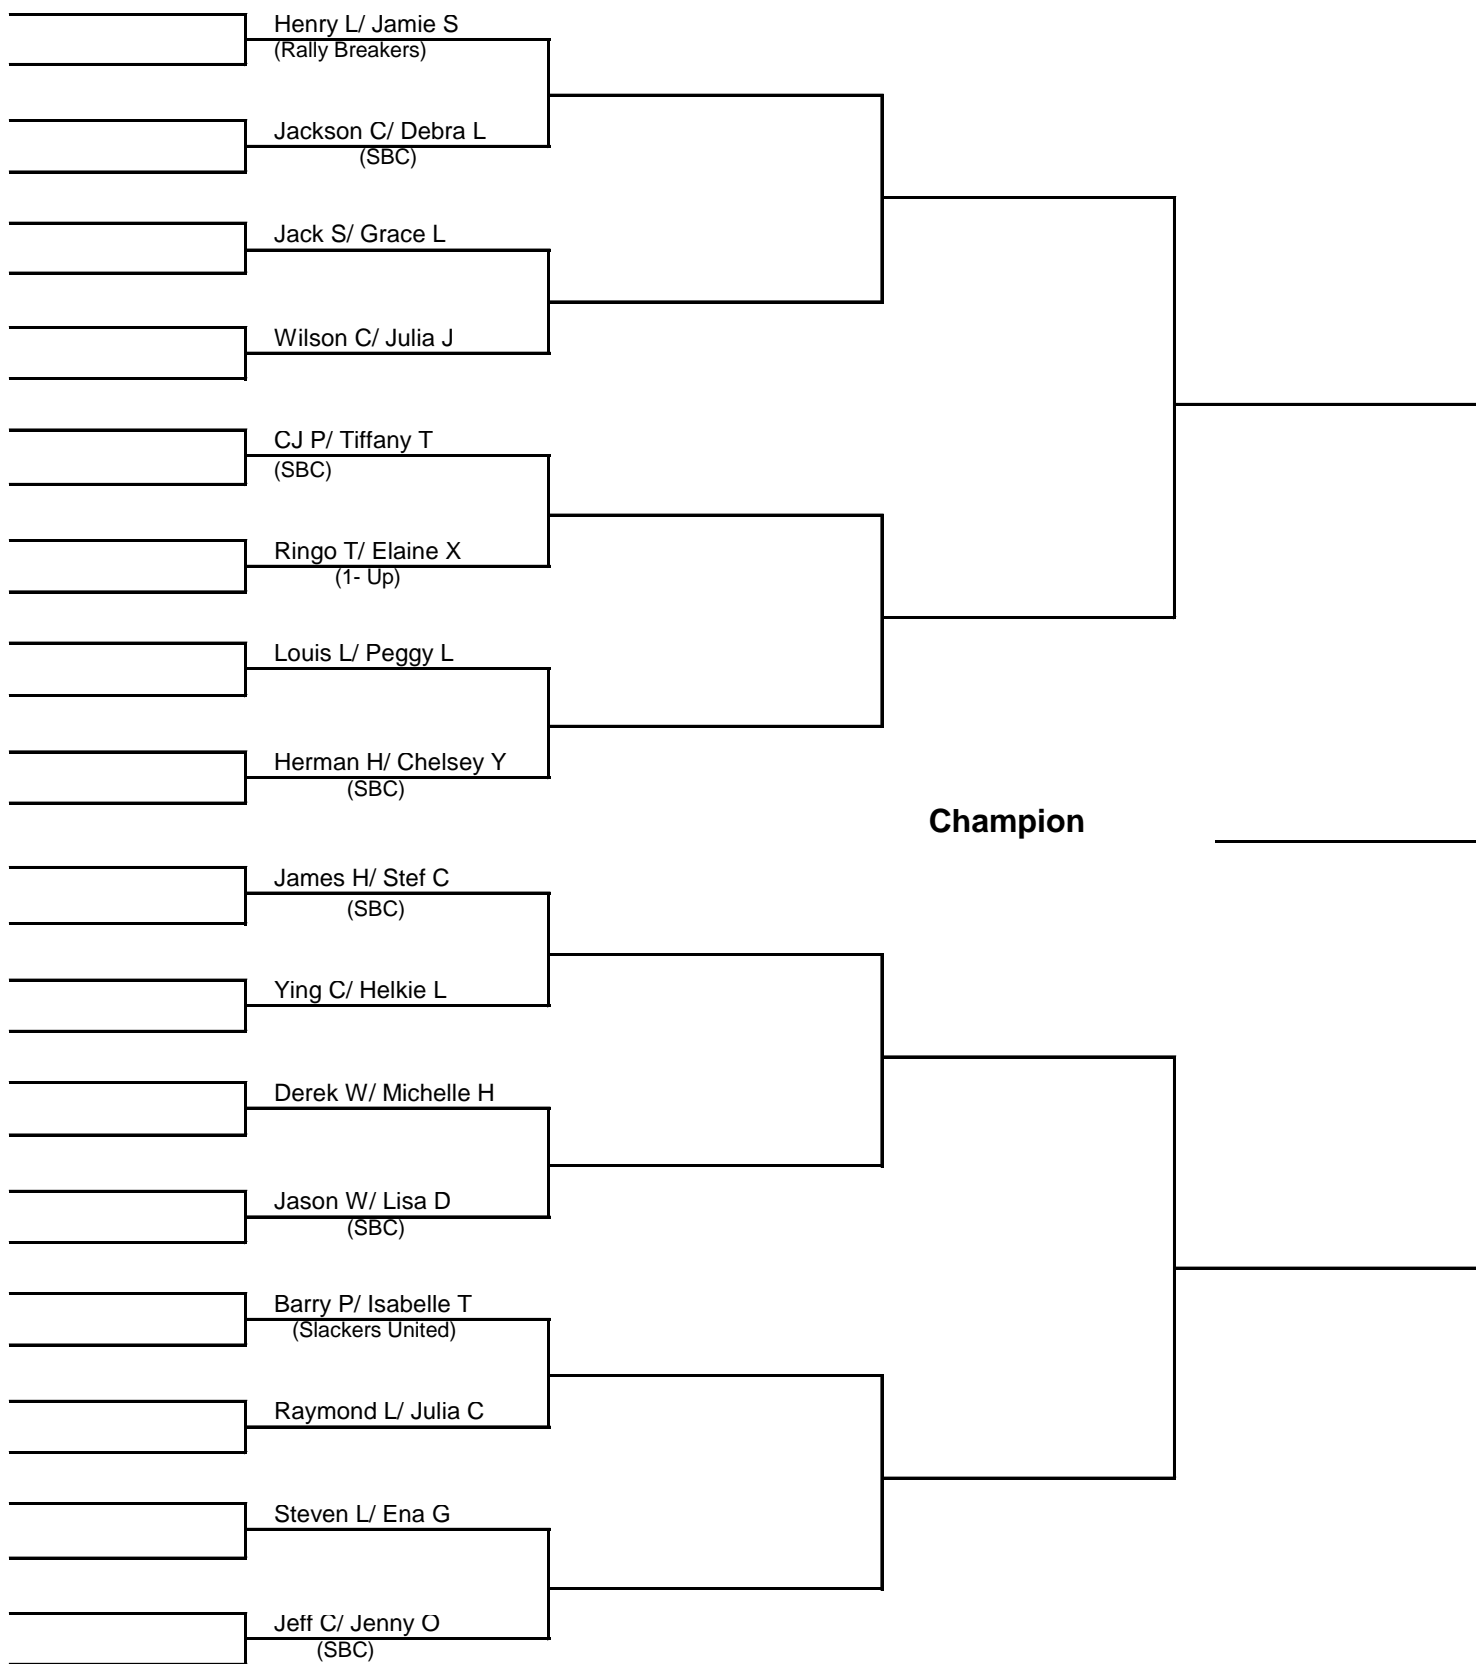 Henry L/ Jamie S
(Rally Breakers)
Jackson C/ Debra L
(SBC)
Jack S/ Grace L
Wilson C/ Julia J
CJ P/ Tiffany T
(SBC)
Ringo T/ Elaine X
(1- Up)
Louis L/ Peggy L
Herman H/ Chelsey Y
(SBC)
Champion
James H/ Stef C
(SBC)
Ying C/ Helkie L
Derek W/ Michelle H
Jason W/ Lisa D
(SBC)
Barry P/ Isabelle T
(Slackers United)
Raymond L/ Julia C
Steven L/ Ena G
Jeff C/ Jenny O
(SBC)